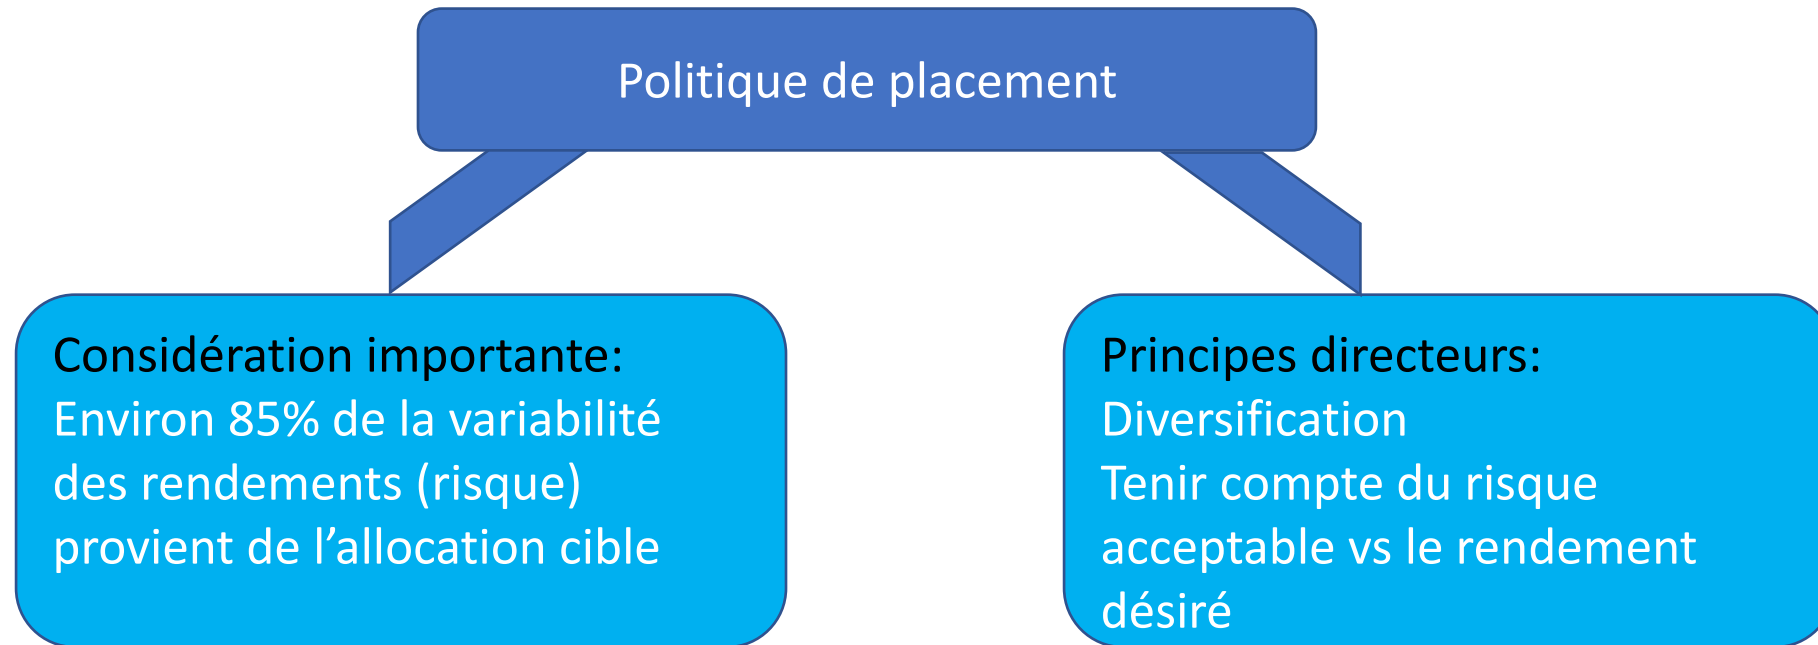 Politique de placement
Considération importante:
Environ 85% de la variabilité
des rendements (risque)
provient de l’allocation cible
Principes directeurs:
Diversification
Tenir compte du risque
acceptable vs le rendement
désiré